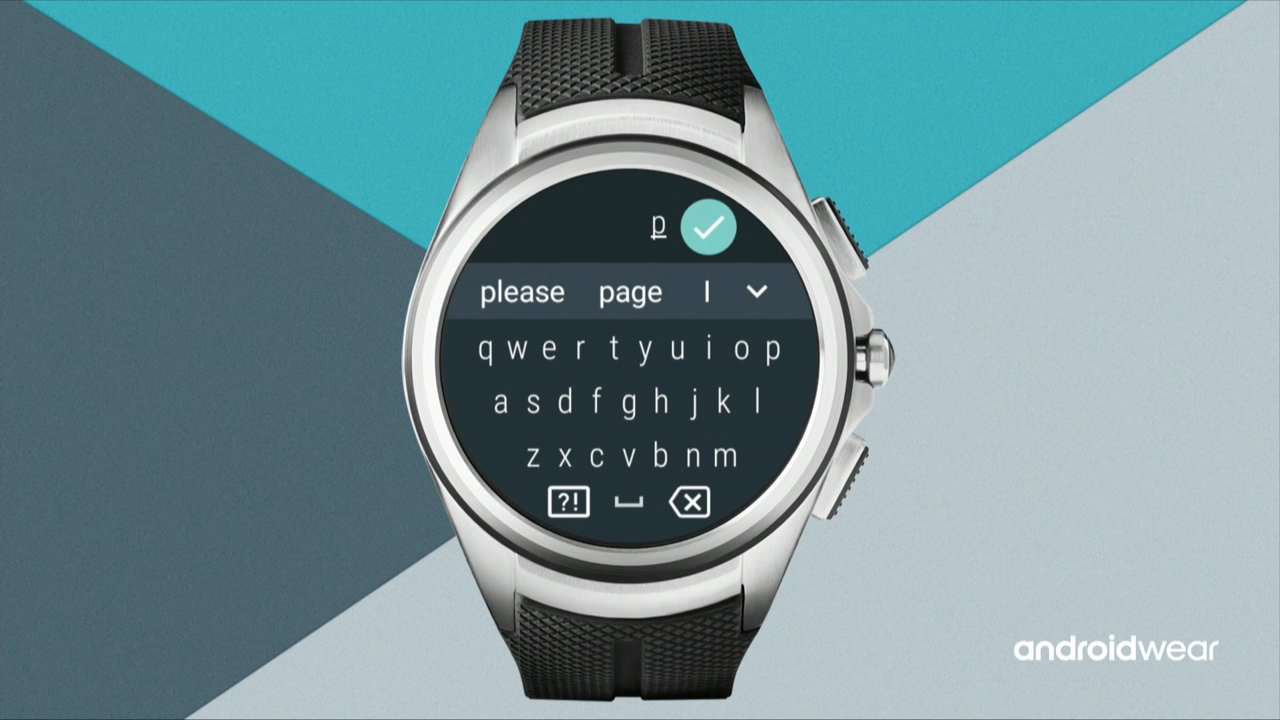 p
please page I
q w e r t y u i o p
a s d f g h j k l
z x c v b n m
?!
androidwear